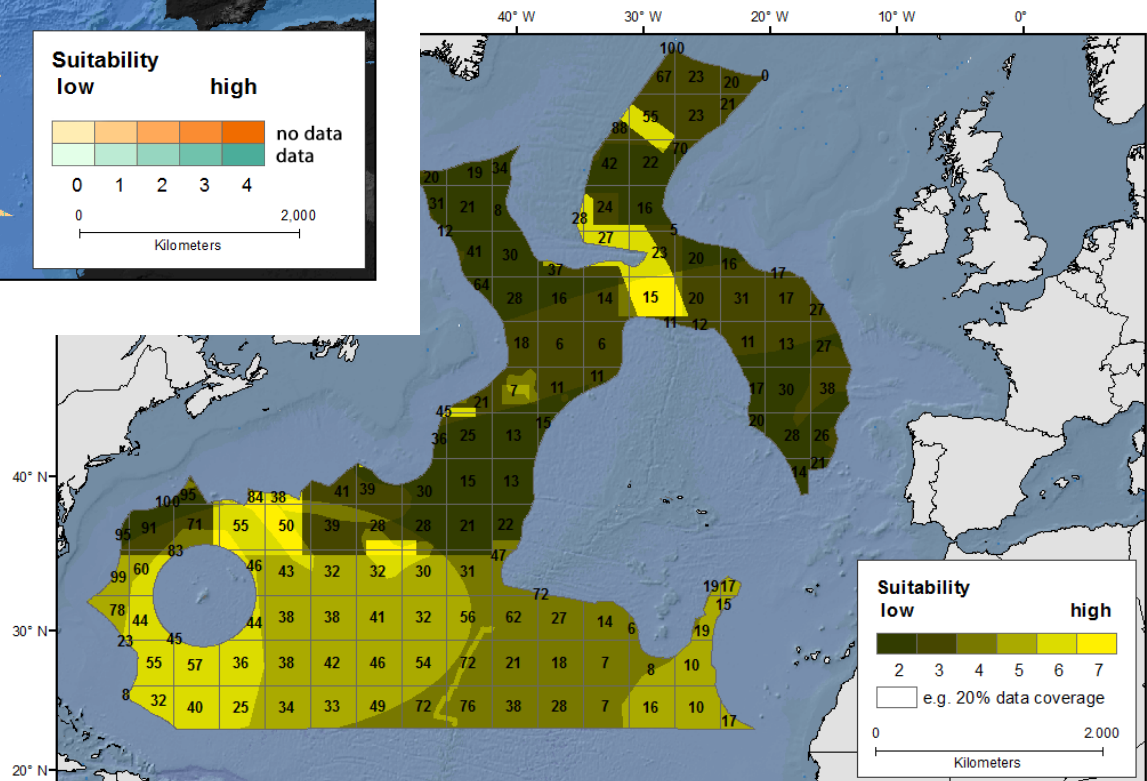 Suitability
low high
no data
data
0 1 2 3 4
0 2,000
Kilometers
40° W 30° W 20° W 10° W 0°
100
67 23 20 0
21
55 23
88
70
42 22
20 19 34
31 21 8
28 24 16
12 27 5
41 30 23 20 16
37 17
64
28 16 14 15 20 31 17 27
11 12
18 6 6 11 13 27
7 11 11 17 30 38
45 21
36 25 13 15 20 28 26
21
14
40° N
15 13
100 95 84 38 41 39 30
95 91 71 55 50 39 28 28 21 22
83 47
99 60 46 43 32 32 30 31
72
78 44 44 38 38 41 32 56 62 27 14 6
19 17
15
19
30° N
23 45
55 57 36 38 42 46 54 72 21 18 7 8 10
8 32 40 25 34 33 49 72 76 38 28 7 16 10
17
20° N
Suitability
low high
2 3 4 5 6 7
e.g. 20% data coverage
0 2.000
Kilometers